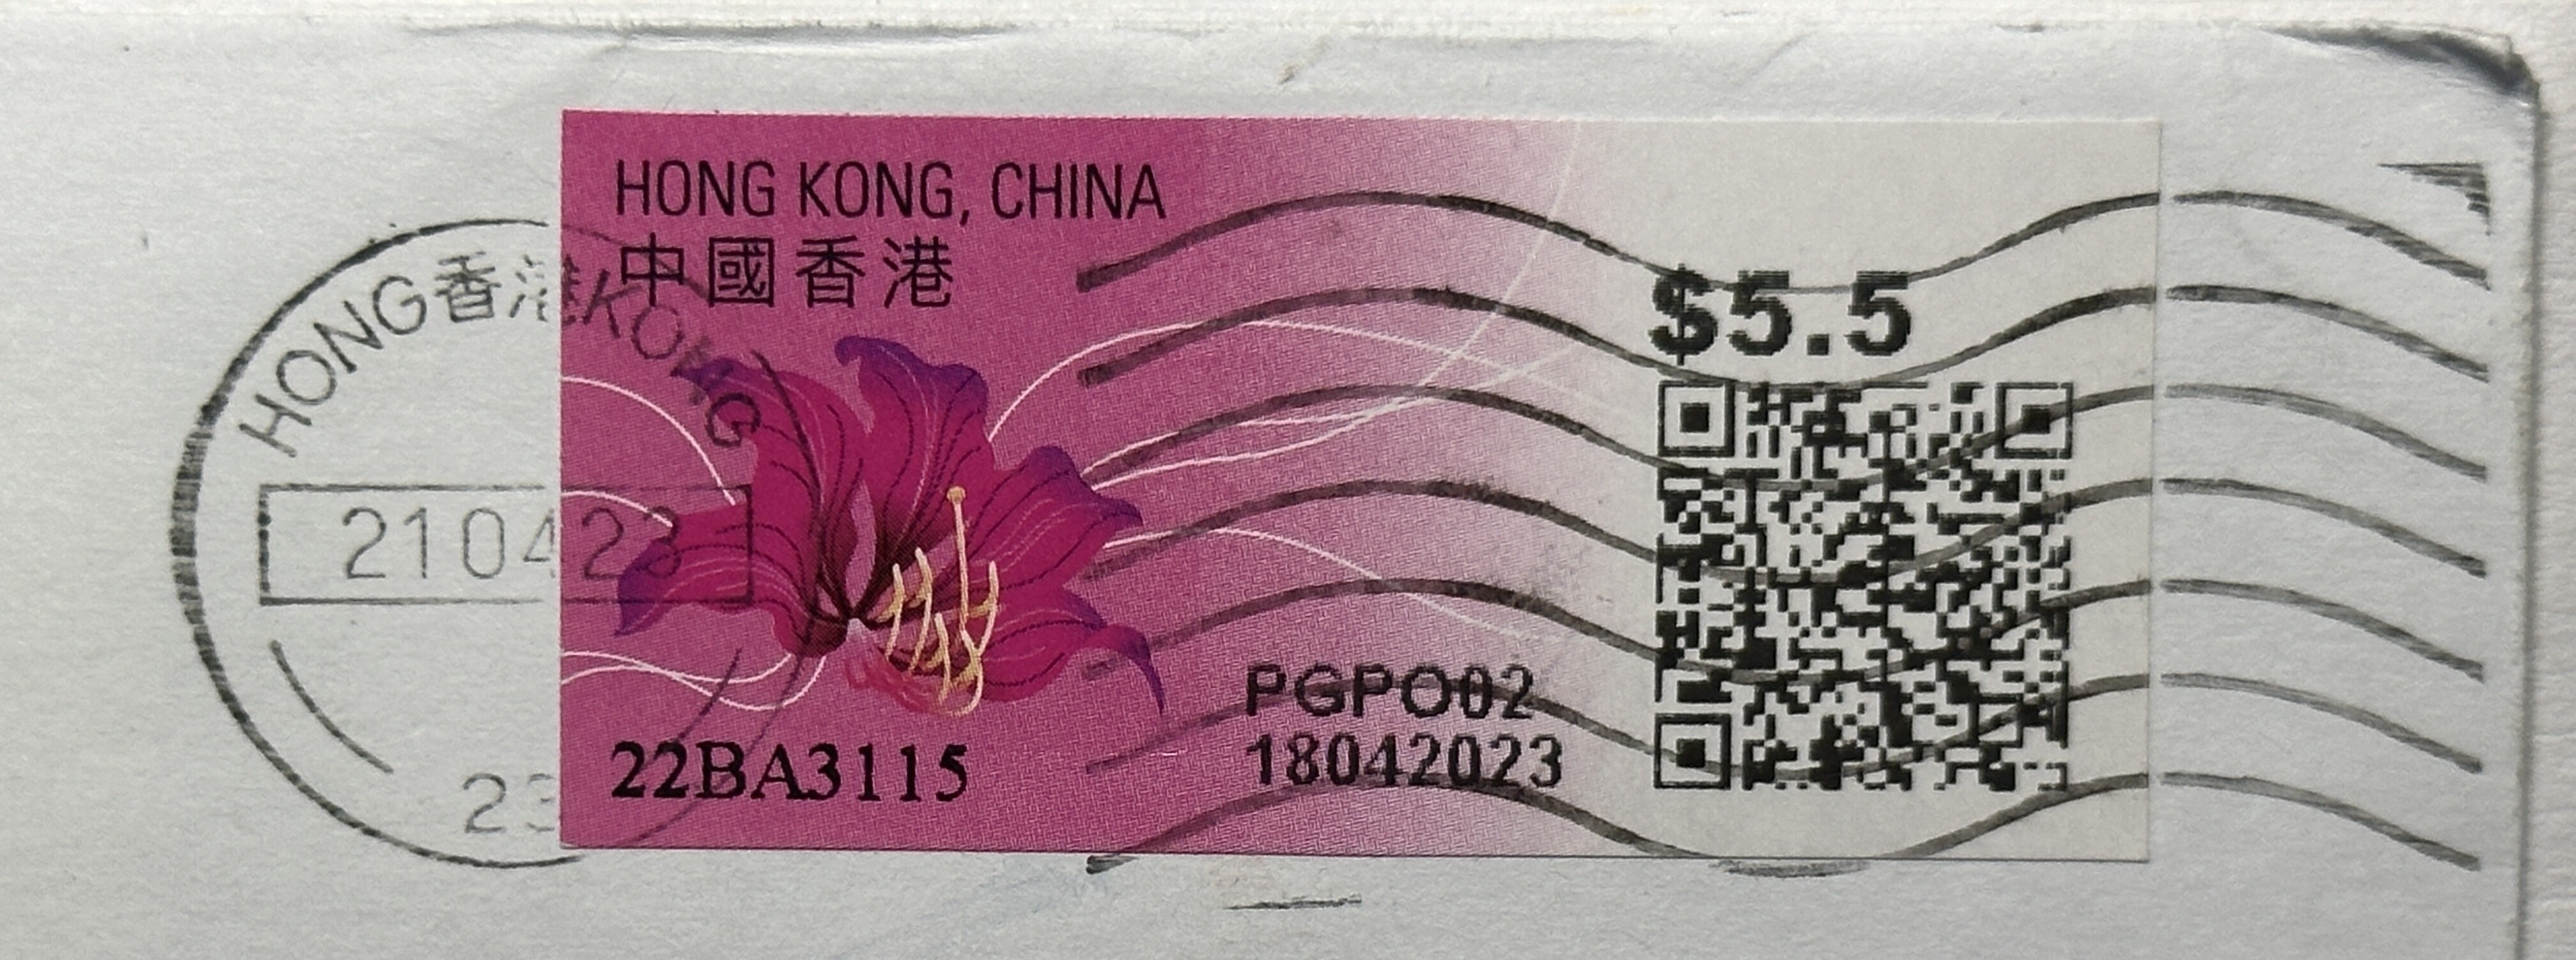 HONG KONG, CHINA
中國香港
HONG香港KONG
210423
23
$5.5
PGPO02
18042023
22BA3115